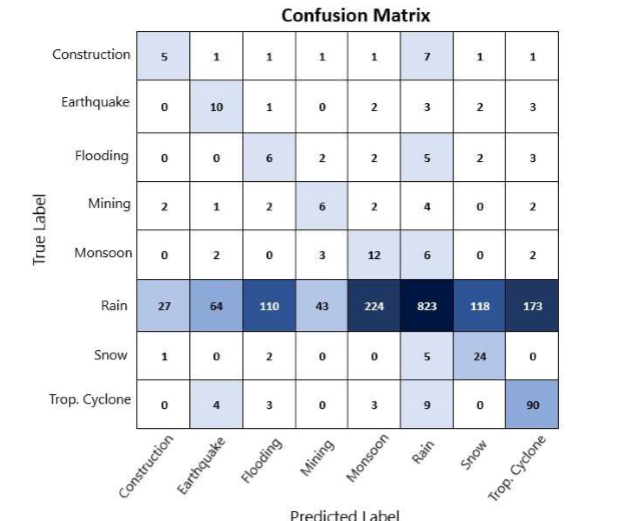 Confusion Matrix
Construction 5 1 1 1 1 7 1 1
Earthquake 0 10 1 0 2 3 2 3
Flooding 0 0 6 2 2 5 2 3
Mining 2 1 2 6 2 4 0 2
Monsoon 0 2 0 3 12 6 0 2
Rain 27 64 110 43 224 823 118 173
Snow 1 0 2 0 0 5 24 0
Trop. Cyclone 0 4 3 0 3 9 0 90
True Label
Construction Earthquake Flooding Mining Monsoon Rain Snow Trop. Cyclone
Predicted Label